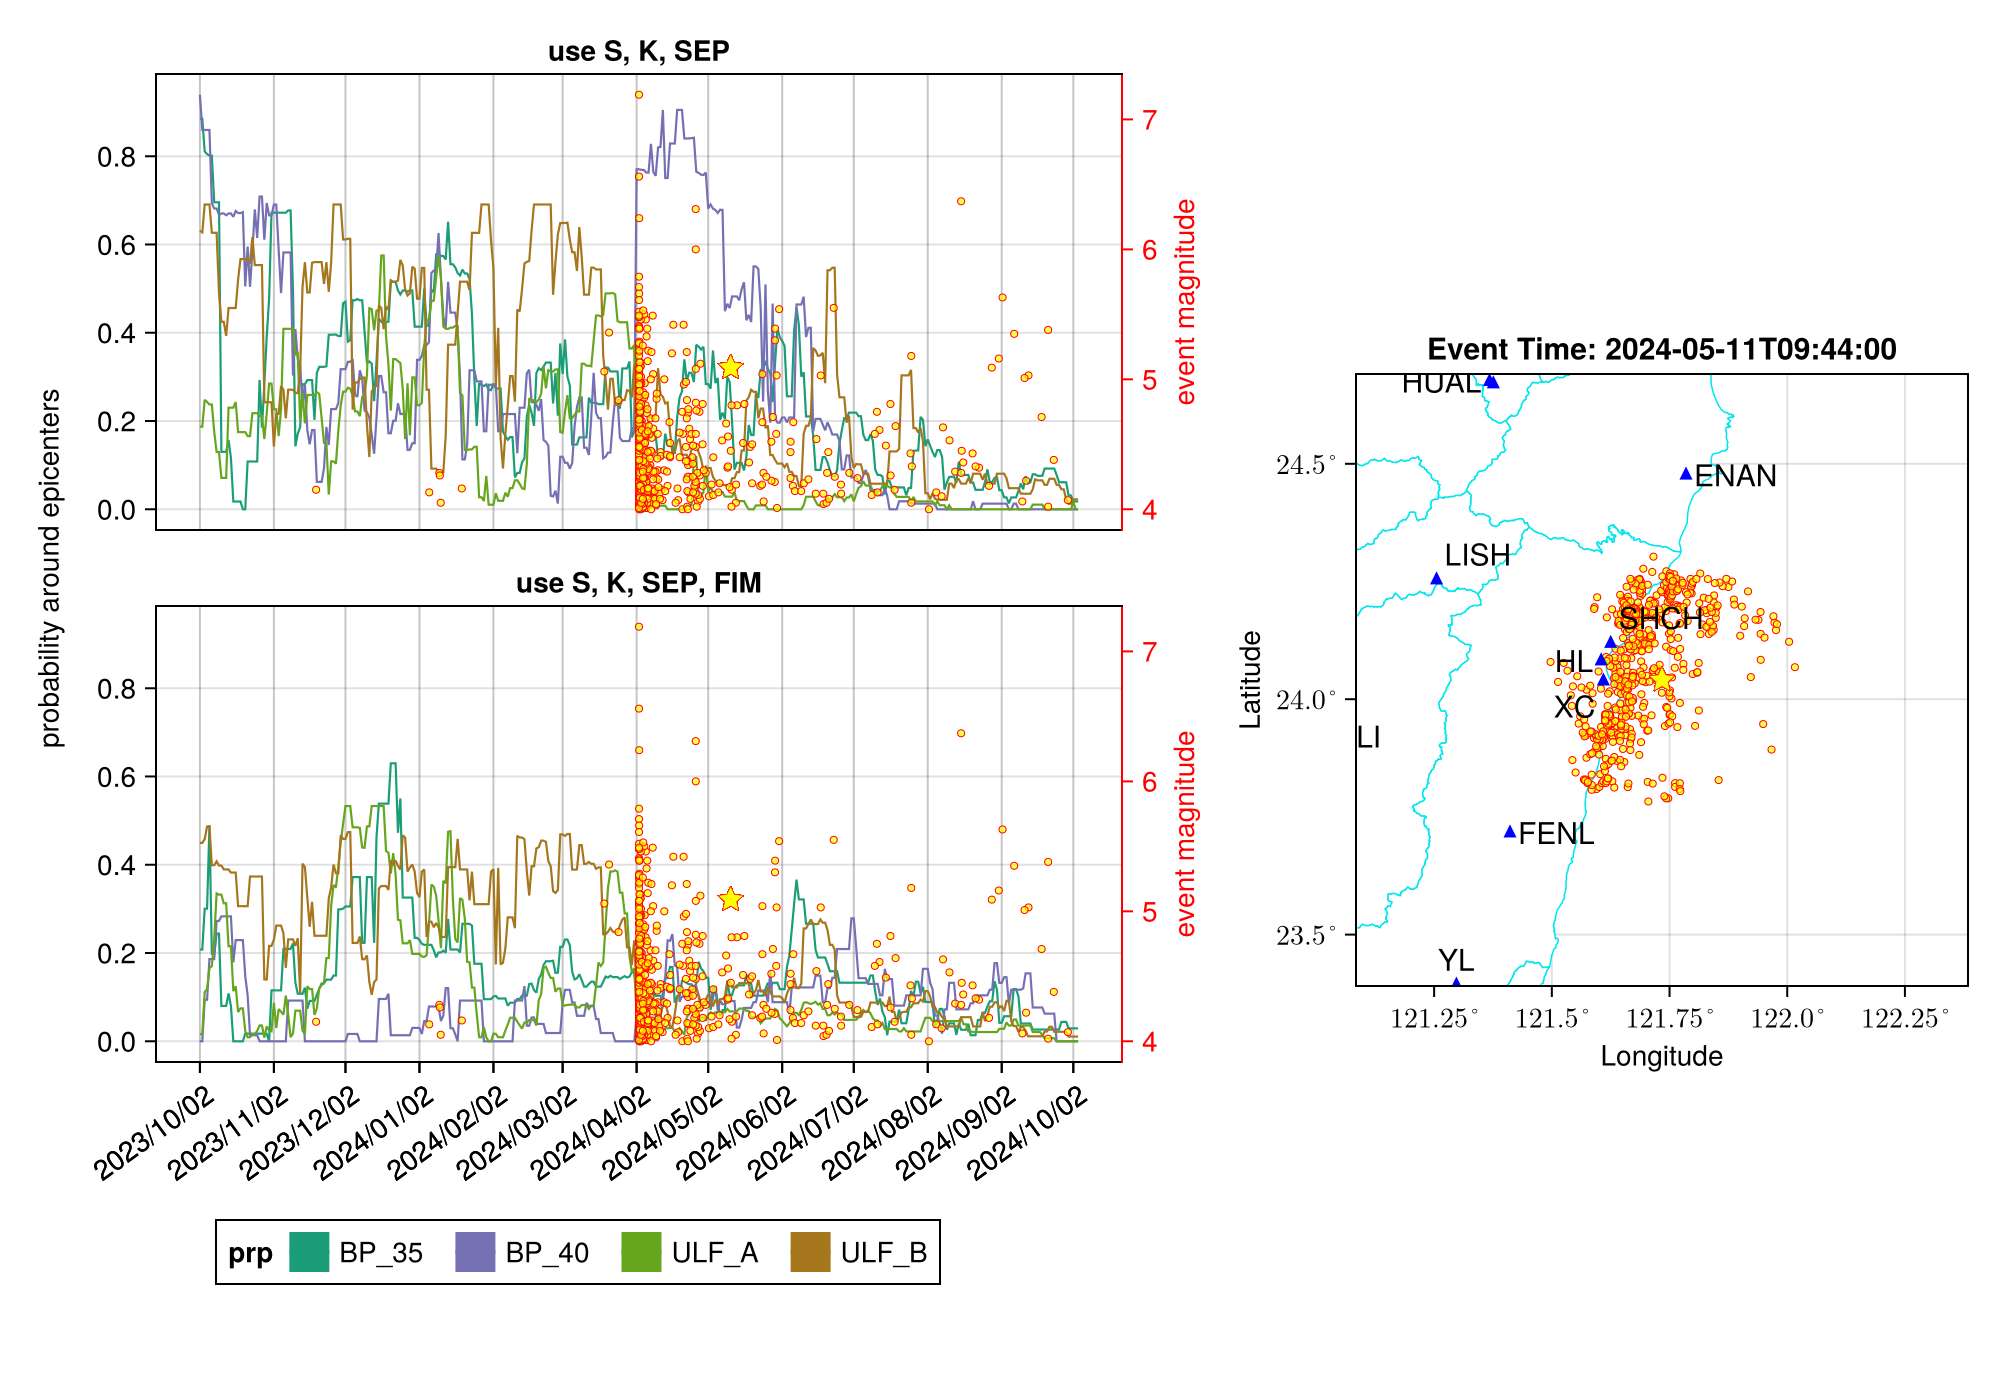 use S, K, SEP
0.8
0.6
0.4
0.2
0.0
7
6
5
4
event magnitude
probability around epicenters
use S, K, SEP, FIM
0.8
0.6
0.4
0.2
0.0
7
6
5
4
event magnitude
2023/10/02
2023/11/02
2023/12/02
2024/01/02
2024/02/02
2024/03/02
2024/04/02
2024/05/02
2024/06/02
2024/07/02
2024/08/02
2024/09/02
2024/10/02
prp BP_35 BP_40 ULF_A ULF_B
Event Time: 2024-05-11T09:44:00
HUAL
ENAN
LISH
SHCH
HL
XC
LI
FENL
YL
24.5°
24.0°
23.5°
Latitude
121.25° 121.5° 121.75° 122.0° 122.25°
Longitude